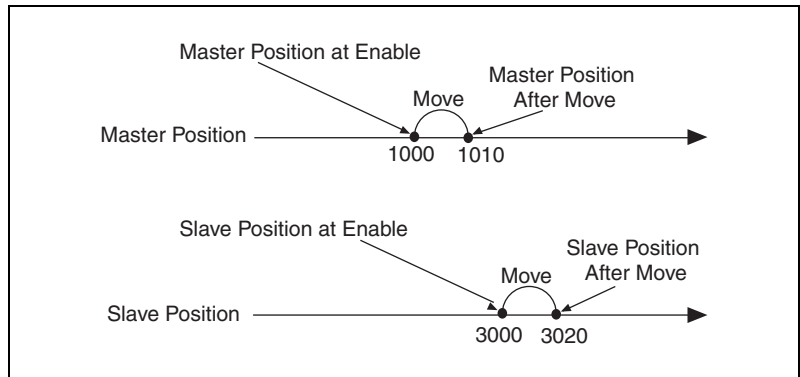 Master Position at Enable
Master Position
After Move
Move
Master Position
1000
1010
Slave Position at Enable
Slave Position
After Move
Move
Slave Position
3000
3020